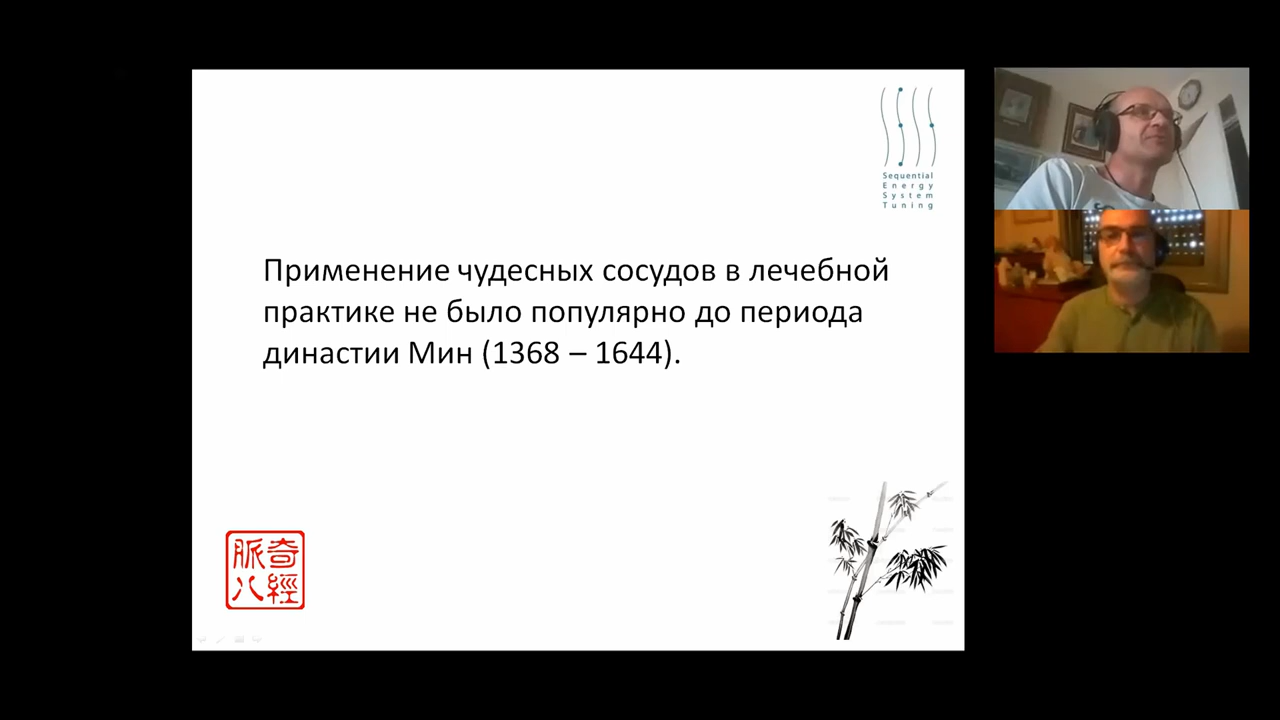 Sequential
Energy
System
Tuning
Применение чудесных сосудов в лечебной
практике не было популярно до периода
династии Мин (1368 – 1644).
奇經
脈八